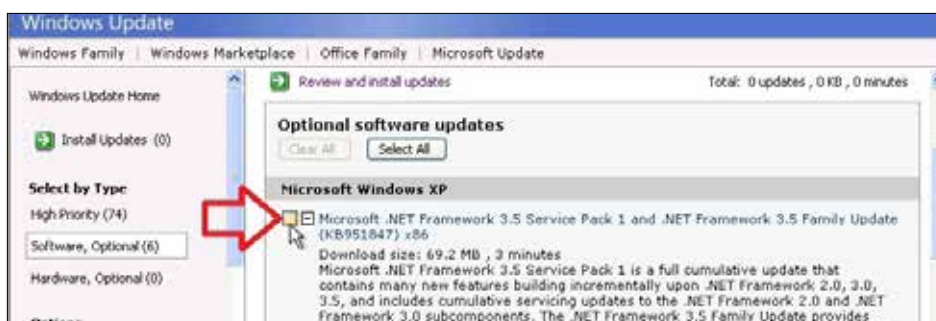 Windows Update
Windows Family | Windows Marketplace | Office Family | Microsoft Update
Windows Update Home
Install Updates (0)
Select by Type
High Priority (74)
Software, Optional (6)
Hardware, Optional (0)
Options
Review and install updates
Total: 0 updates , 0 KB , 0 minutes
Optional software updates
Clear All
Select All
Microsoft Windows XP
Microsoft .NET Framework 3.5 Service Pack 1 and .NET Framework 3.5 Family Update
(KB951847) x86
Download size: 69.2 MB , 3 minutes
Microsoft .NET Framework 3.5 Service Pack 1 is a full cumulative update that
contains many new features building incrementally upon .NET Framework 2.0, 3.0,
3.5, and includes cumulative servicing updates to the .NET Framework 2.0 and .NET
Framework 3.0 subcomponents. The .NET Framework 3.5 Family Update provides